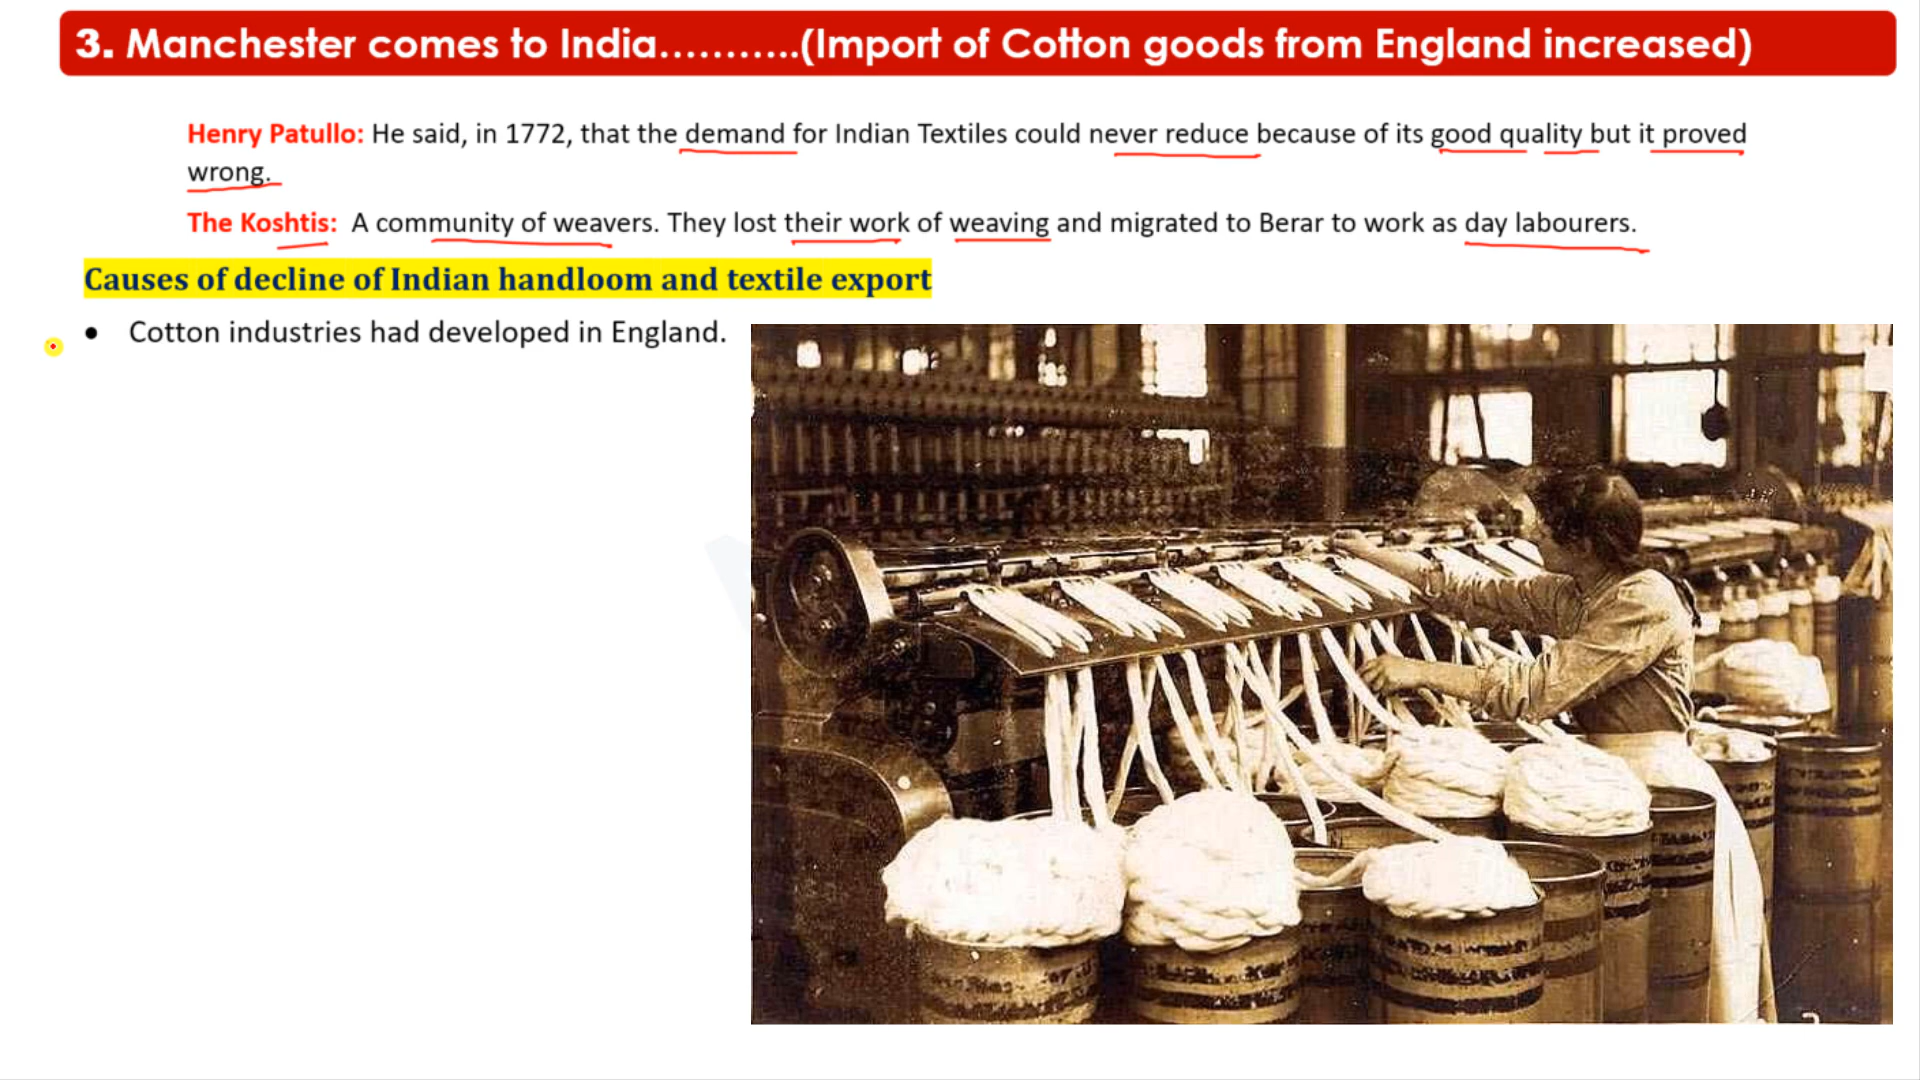 3. Manchester comes to India...........(Import of Cotton goods from England increased)
Henry Patullo: He said, in 1772, that the demand for Indian Textiles could never reduce because of its good quality but it proved
wrong.
The Koshtis: A community of weavers. They lost their work of weaving and migrated to Berar to work as day labourers.
Causes of decline of Indian handloom and textile export
• Cotton industries had developed in England.